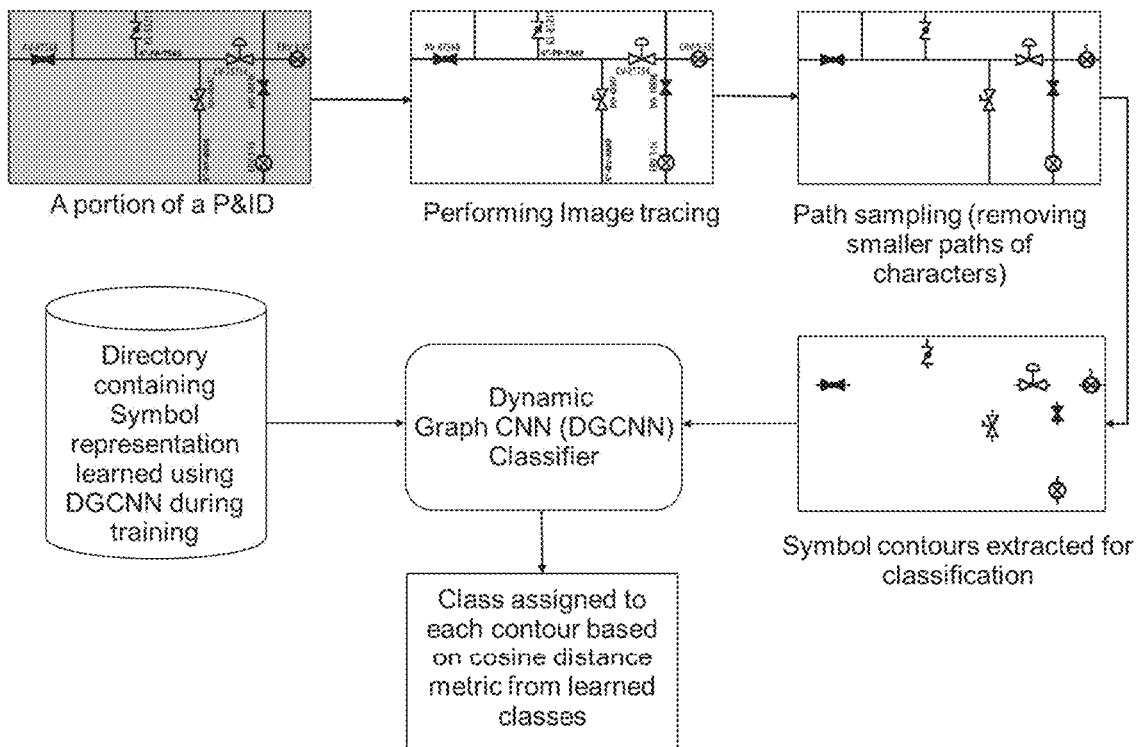 A portion of a P&ID
Performing Image tracing
Path sampling (removing
smaller paths of
characters)
Directory
containing
Symbol
representation
learned using
DGCNN during
training
Dynamic
Graph CNN (DGCNN)
Classifier
Symbol contours extracted for
classification
Class assigned to
each contour based
on cosine distance
metric from learned
classes